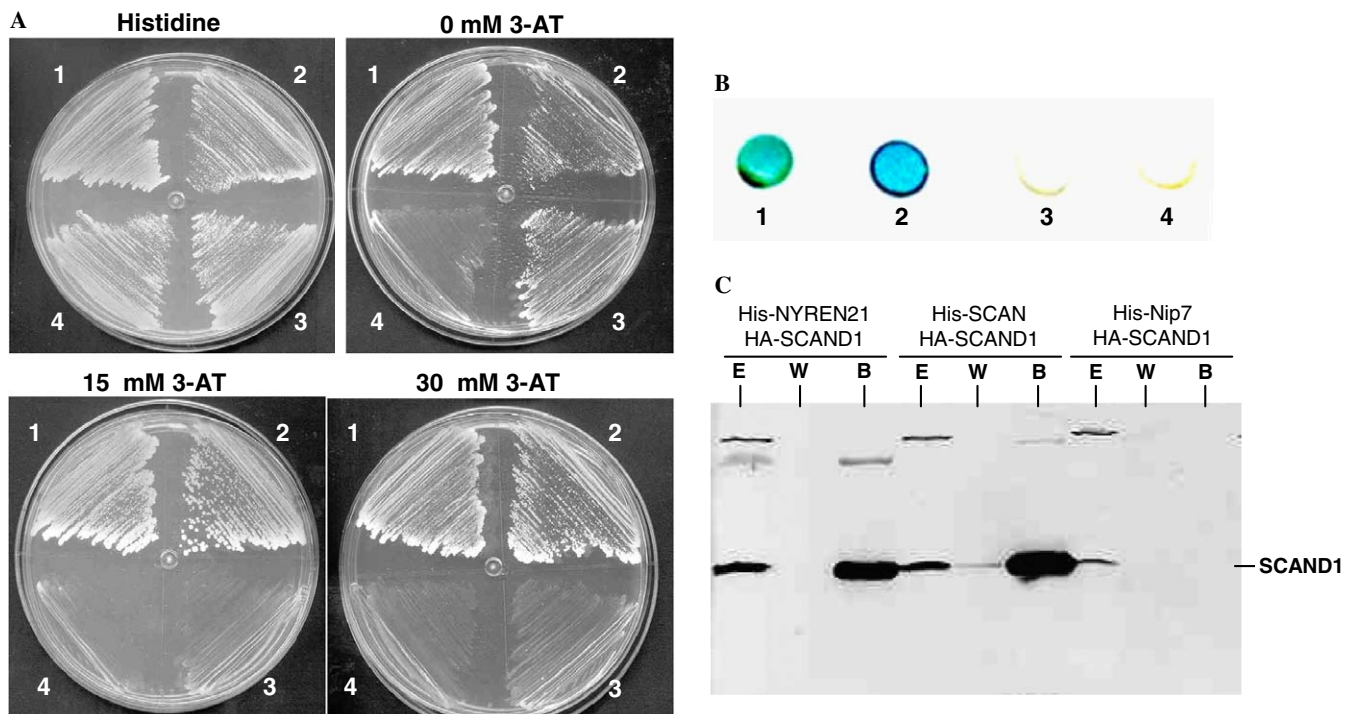 A
Histidine
0 mM 3-AT
1
2
4
3
1
2
4
3
15 mM 3-AT
30 mM 3-AT
1
2
4
3
1
2
4
3
B
1 2 3 4
C
His-NYREN21 His-SCAN His-Nip7
HA-SCAND1 HA-SCAND1 HA-SCAND1
E W B E W B E W B
SCAND1